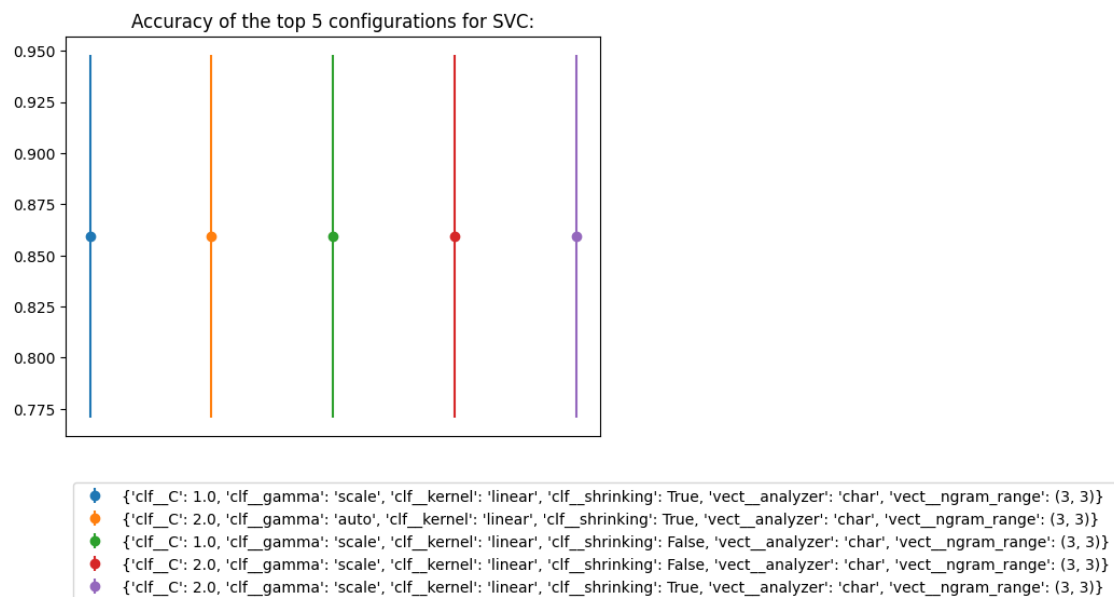 Accuracy of the top 5 configurations for SVC:
0.950
0.925
0.900
0.875
0.850
0.825
0.800
0.775
{'clf__C': 1.0, 'clf__gamma': 'scale', 'clf__kernel': 'linear', 'clf__shrinking': True, 'vect__analyzer': 'char', 'vect__ngram_range': (3, 3)}
{'clf__C': 2.0, 'clf__gamma': 'auto', 'clf__kernel': 'linear', 'clf__shrinking': True, 'vect__analyzer': 'char', 'vect__ngram_range': (3, 3)}
{'clf__C': 1.0, 'clf__gamma': 'scale', 'clf__kernel': 'linear', 'clf__shrinking': False, 'vect__analyzer': 'char', 'vect__ngram_range': (3, 3)}
{'clf__C': 2.0, 'clf__gamma': 'scale', 'clf__kernel': 'linear', 'clf__shrinking': False, 'vect__analyzer': 'char', 'vect__ngram_range': (3, 3)}
{'clf__C': 2.0, 'clf__gamma': 'scale', 'clf__kernel': 'linear', 'clf__shrinking': True, 'vect__analyzer': 'char', 'vect__ngram_range': (3, 3)}